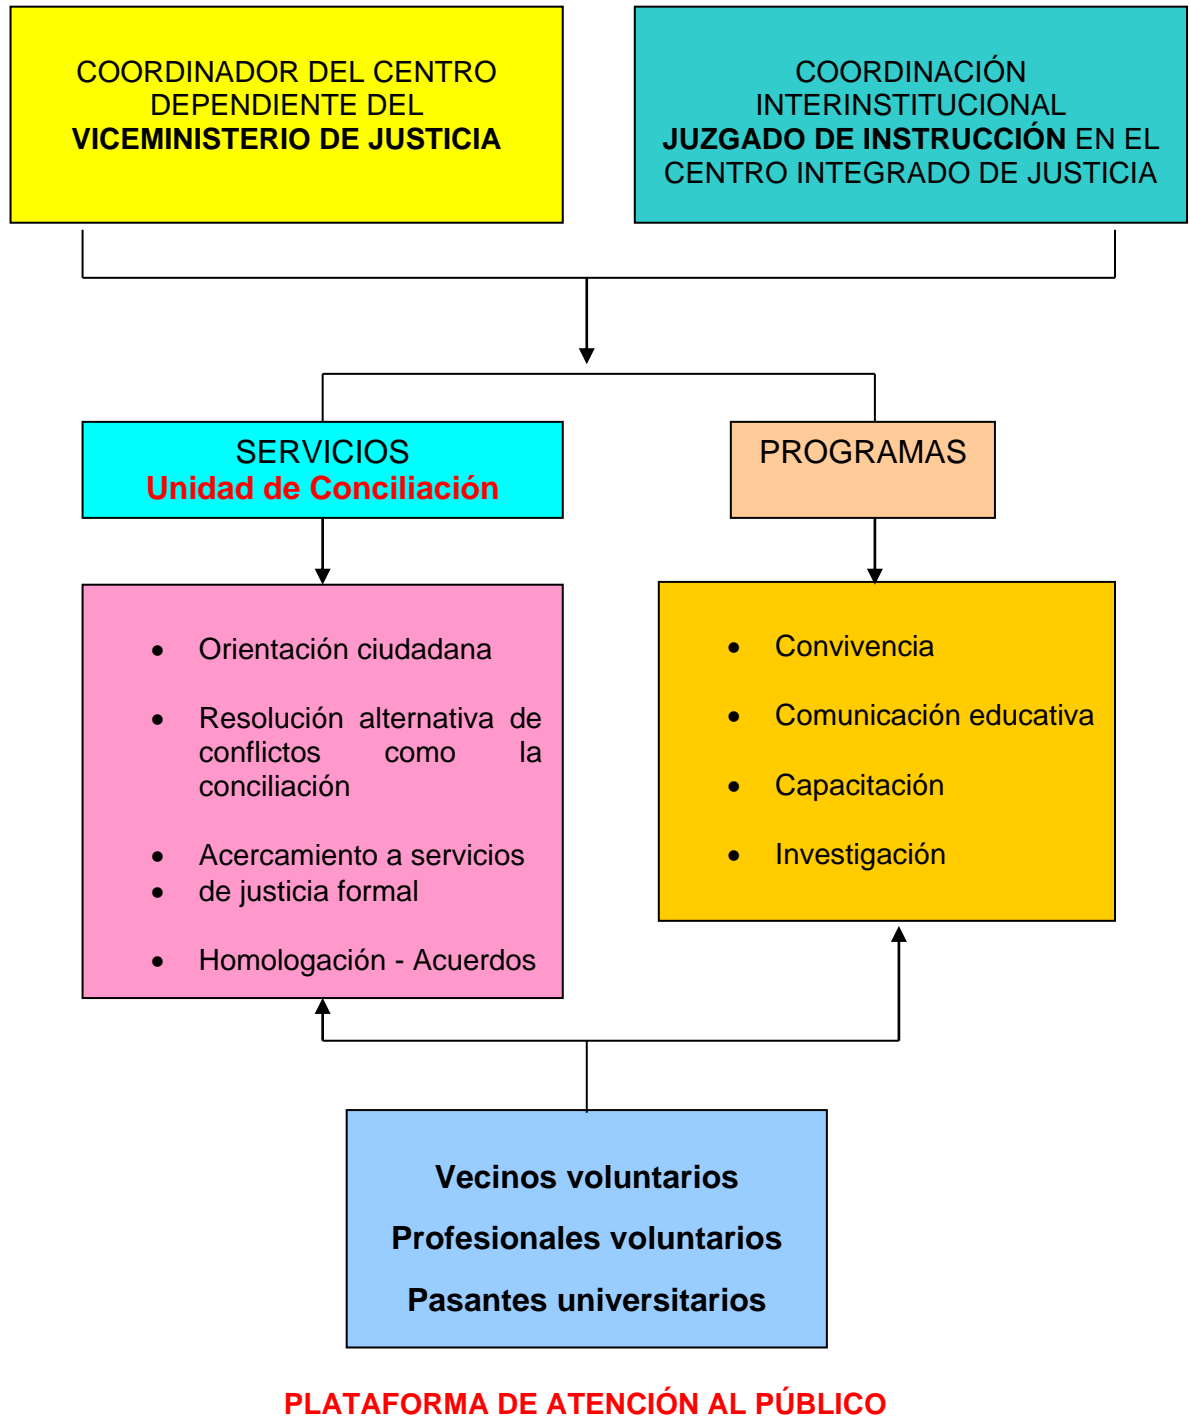 COORDINADOR DEL CENTRO
DEPENDIENTE DEL
VICEMINISTERIO DE JUSTICIA
COORDINACIÓN
INTERINSTITUCIONAL
JUZGADO DE INSTRUCCIÓN EN EL
CENTRO INTEGRADO DE JUSTICIA
SERVICIOS
Unidad de Conciliación
PROGRAMAS
• Orientación ciudadana
• Resolución alternativa de
conflictos como la
conciliación
• Acercamiento a servicios
• de justicia formal
• Homologación - Acuerdos
• Convivencia
• Comunicación educativa
• Capacitación
• Investigación
Vecinos voluntarios
Profesionales voluntarios
Pasantes universitarios
PLATAFORMA DE ATENCIÓN AL PÚBLICO